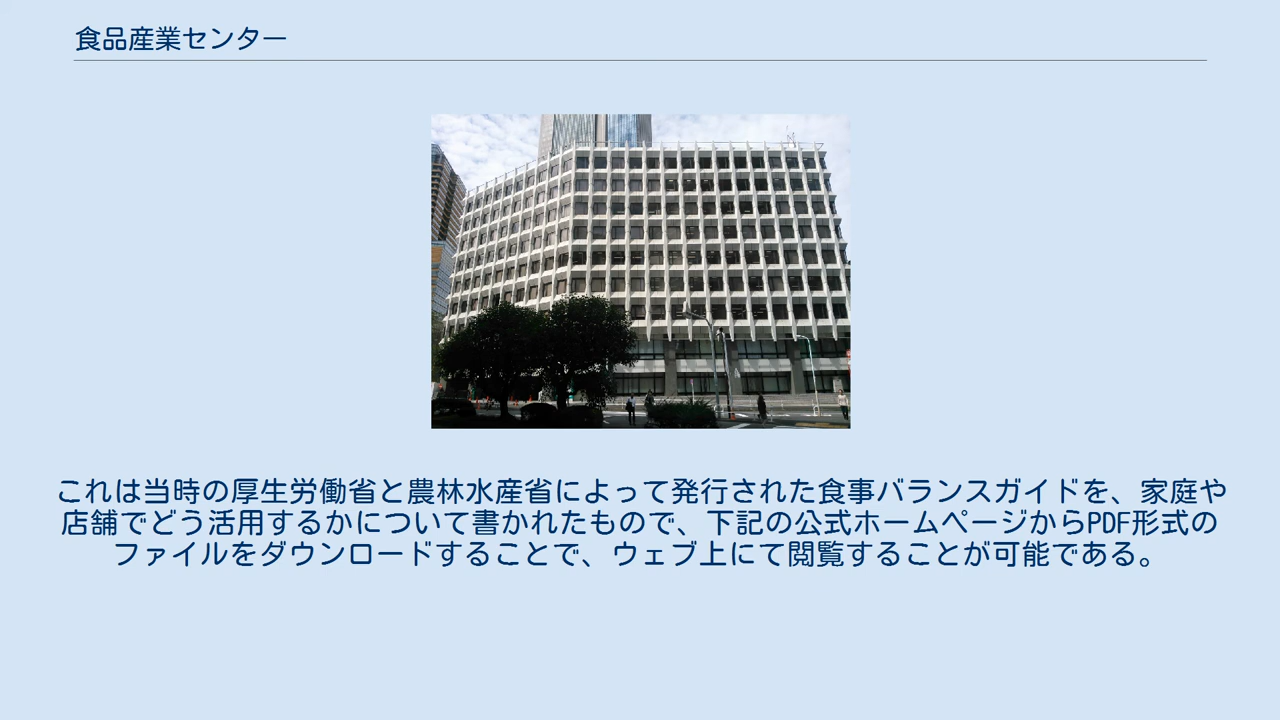 食品産業センター
これは当時の厚生労働省と農林水産省によって発行された食事バランスガイドを、家庭や
店舗でどう活用するかについて書かれたもので、下記の公式ホームページからPDF形式の
ファイルをダウンロードすることで、ウェブ上にて閲覧することが可能である。